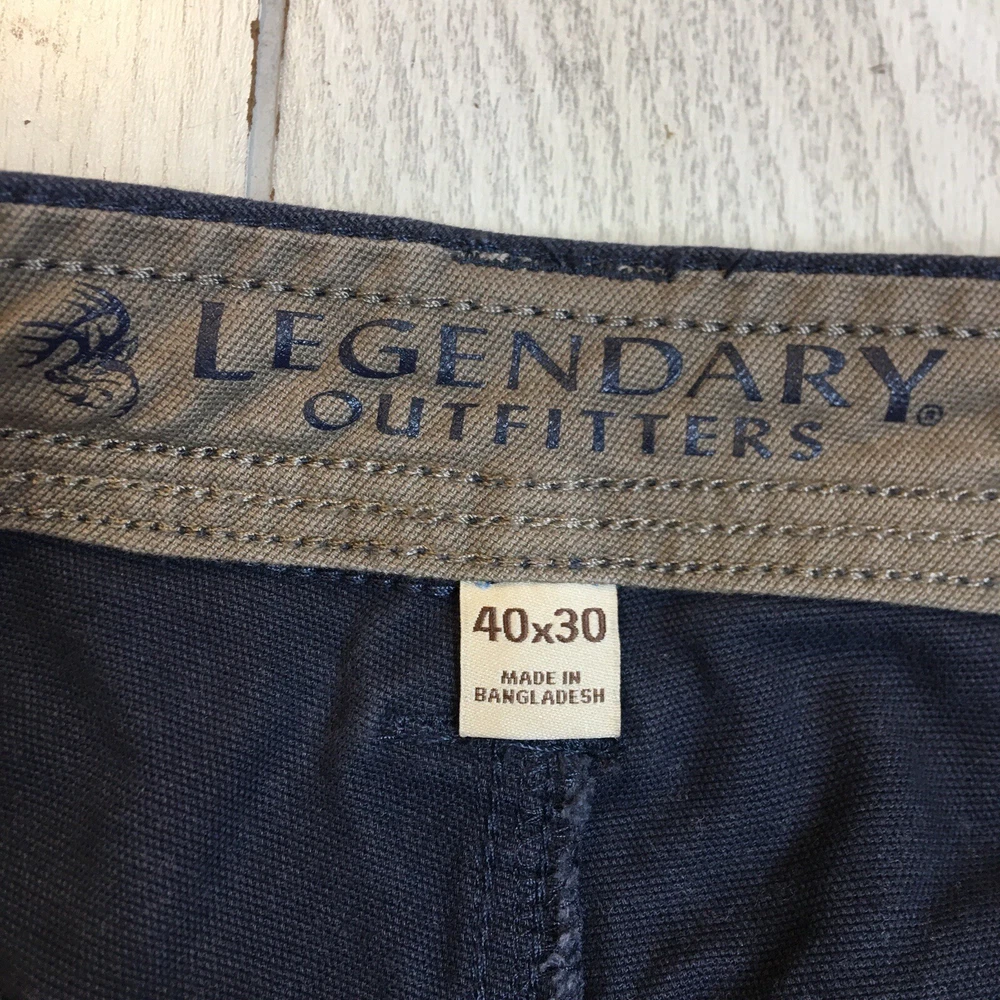 LEGENDARY®
OUTFITTERS
40x30
MADE IN
BANGLADESH